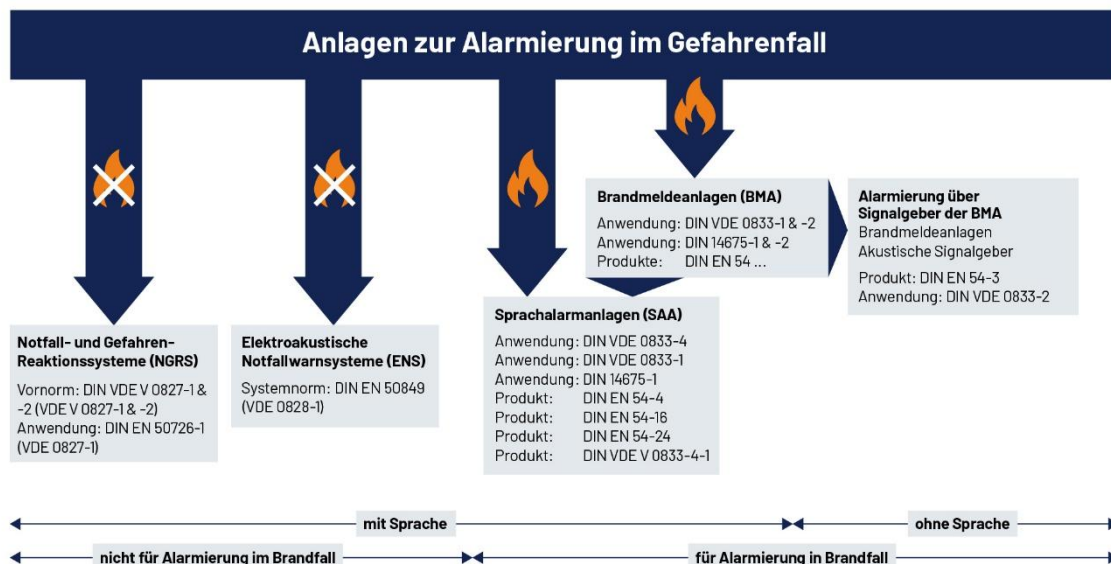 Anlagen zur Alarmierung im Gefahrenfall
Brandmeldeanlagen (BMA)
Anwendung: DIN VDE 0833-1 & -2
Anwendung: DIN 14675-1 & -2
Produkte: DIN EN 54 ...
Alarmierung über
Signalgeber der BMA
Brandmeldeanlagen
Akustische Signalgeber
Produkt: DIN EN 54-3
Anwendung: DIN VDE 0833-2
Notfall- und Gefahren-
Reaktionssysteme (NGRS)
Vornorm: DIN VDE V 0827-1 &
-2 (VDE V 0827-1 & -2)
Anwendung: DIN EN 50726-1
(VDE 0827-1)
Elektroakustische
Notfallwarnsysteme (ENS)
Systemnorm: DIN EN 50849
(VDE 0828-1)
Sprachalarmanlagen (SAA)
Anwendung: DIN VDE 0833-4
Anwendung: DIN VDE 0833-1
Anwendung: DIN 14675-1
Produkt: DIN EN 54-4
Produkt: DIN EN 54-16
Produkt: DIN EN 54-24
Produkt: DIN VDE V 0833-4-1
mit Sprache
ohne Sprache
nicht für Alarmierung im Brandfall
für Alarmierung in Brandfall